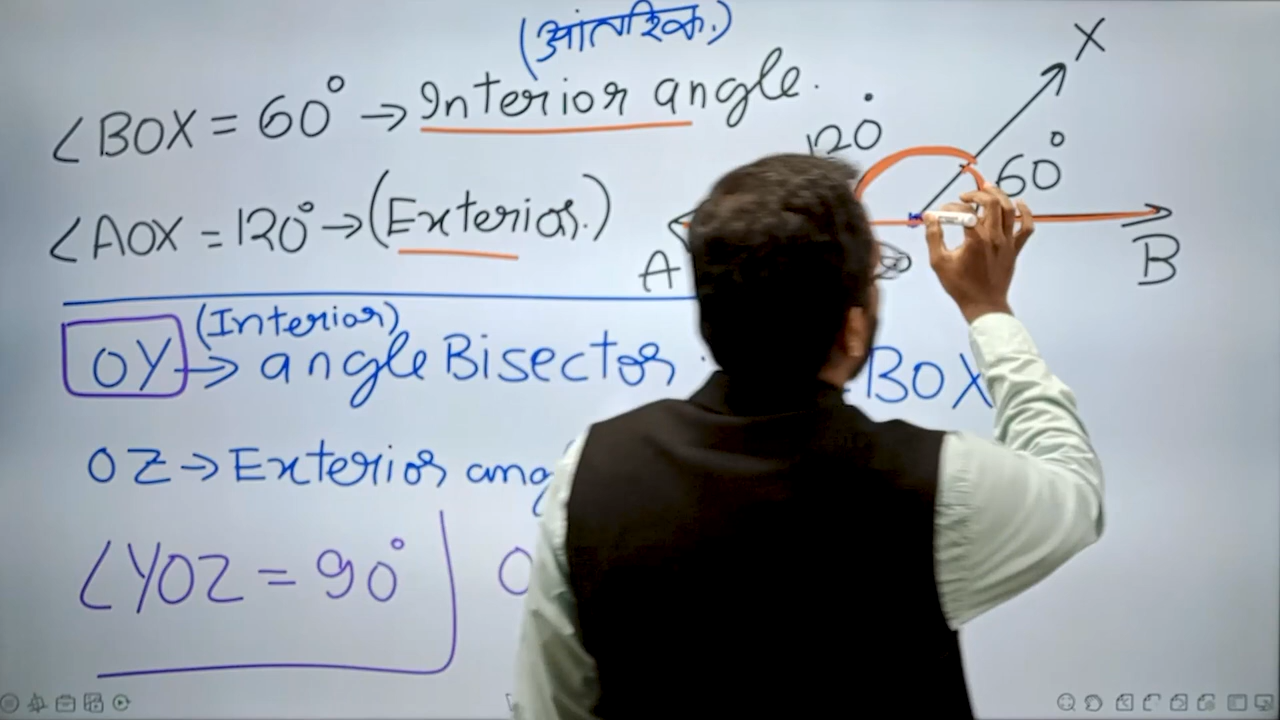 (आंतरिक.)
∠BOX = 60° → Interior angle.
∠AOX = 120° → (Exterior.)
X
120°
60°
A
B
(Interior)
OY → angle Bisector
BOX
OZ → Exterior ang
∠YOZ = 90°